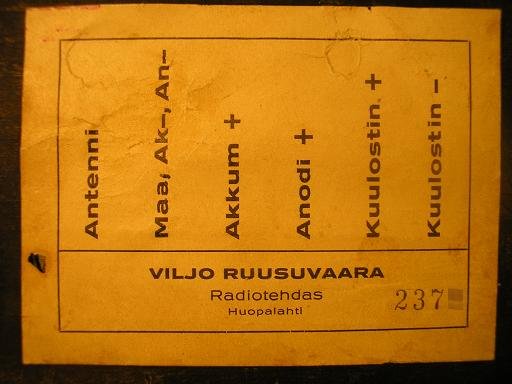 Antenni
Maa, Ak–, An–
Akkum +
Anodi +
Kuulostin +
Kuulostin –
VILJO RUUSUVAARA
Radiotehdas
Huopalahti
237